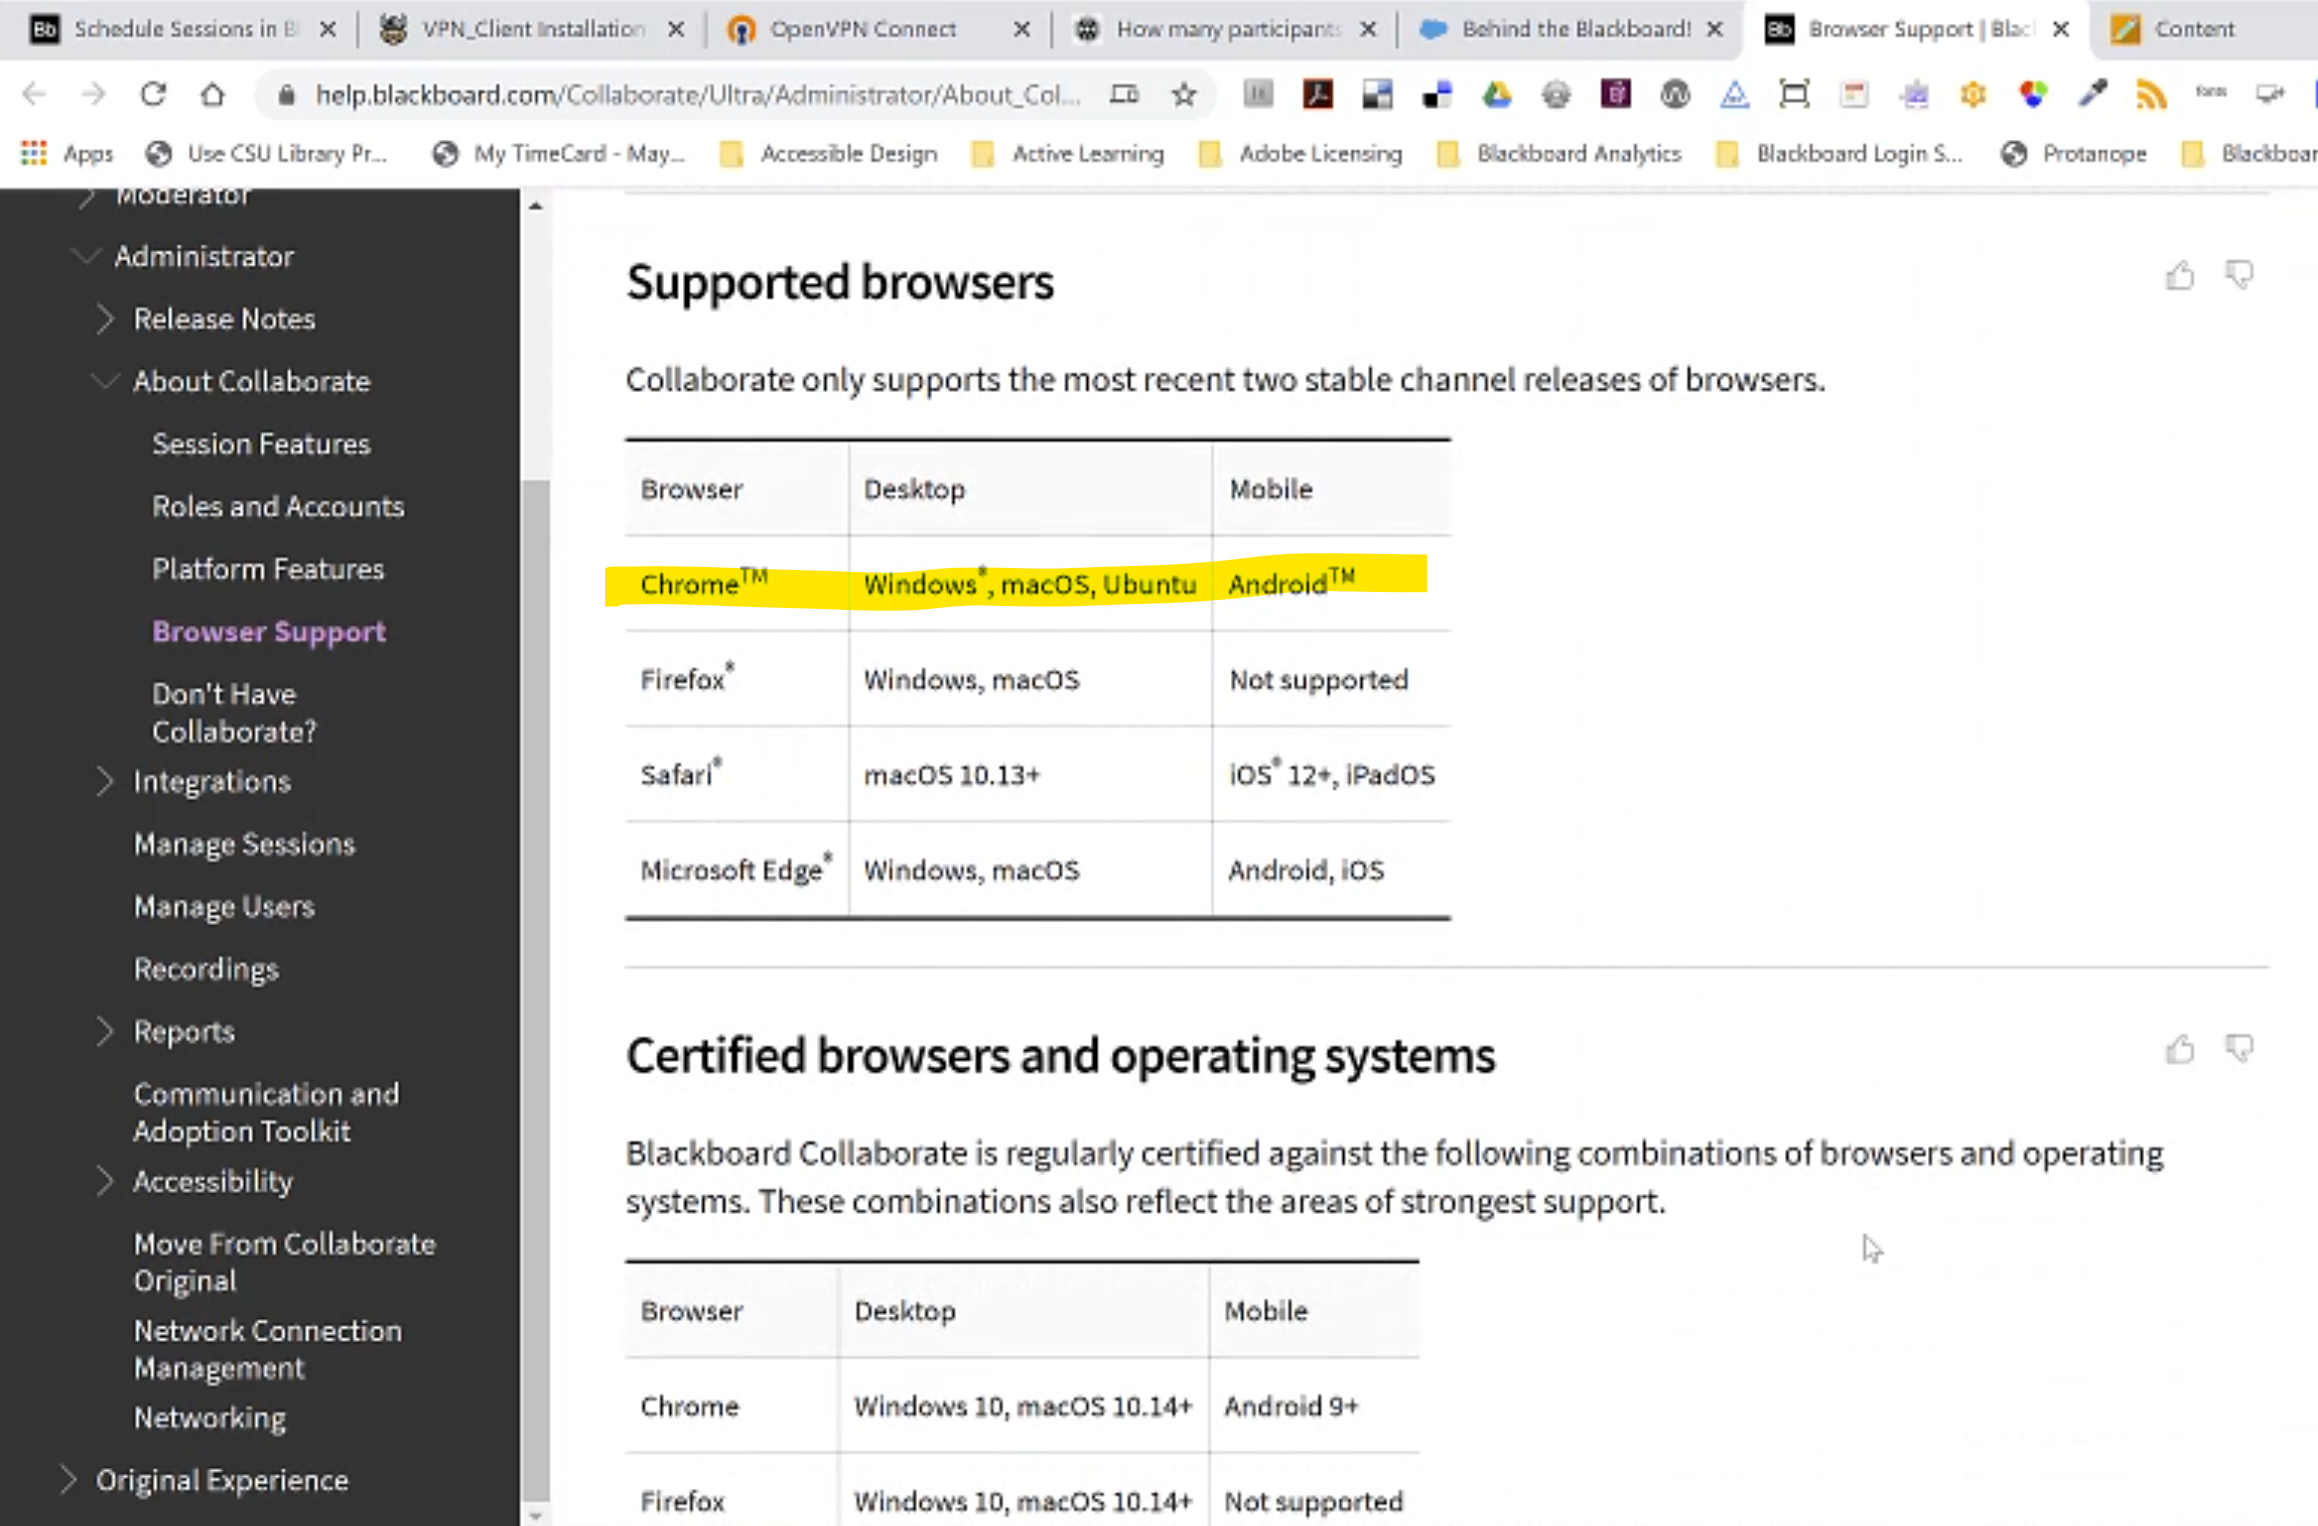 Schedule Sessions in B
VPN_Client Installation
OpenVPN Connect
How many participants
Behind the Blackboard!
Browser Support | Blac
Content
help.blackboard.com/Collaborate/Ultra/Administrator/About_Col...
Apps
Use CSU Library Pr...
My TimeCard - May...
Accessible Design
Active Learning
Adobe Licensing
Blackboard Analytics
Blackboard Login S...
Protanope
Blackboar
Moderator
Administrator
Release Notes
About Collaborate
Session Features
Roles and Accounts
Platform Features
Browser Support
Don't Have
Collaborate?
Integrations
Manage Sessions
Manage Users
Recordings
Reports
Communication and
Adoption Toolkit
Accessibility
Move From Collaborate
Original
Network Connection
Management
Networking
Original Experience
Supported browsers
Collaborate only supports the most recent two stable channel releases of browsers.
Browser Desktop Mobile
Chrome™ Windows®, macOS, Ubuntu Android™
Firefox® Windows, macOS Not supported
Safari® macOS 10.13+ iOS® 12+, iPadOS
Microsoft Edge® Windows, macOS Android, iOS
Certified browsers and operating systems
Blackboard Collaborate is regularly certified against the following combinations of browsers and operating
systems. These combinations also reflect the areas of strongest support.
Browser Desktop Mobile
Chrome Windows 10, macOS 10.14+ Android 9+
Firefox Windows 10, macOS 10.14+ Not supported